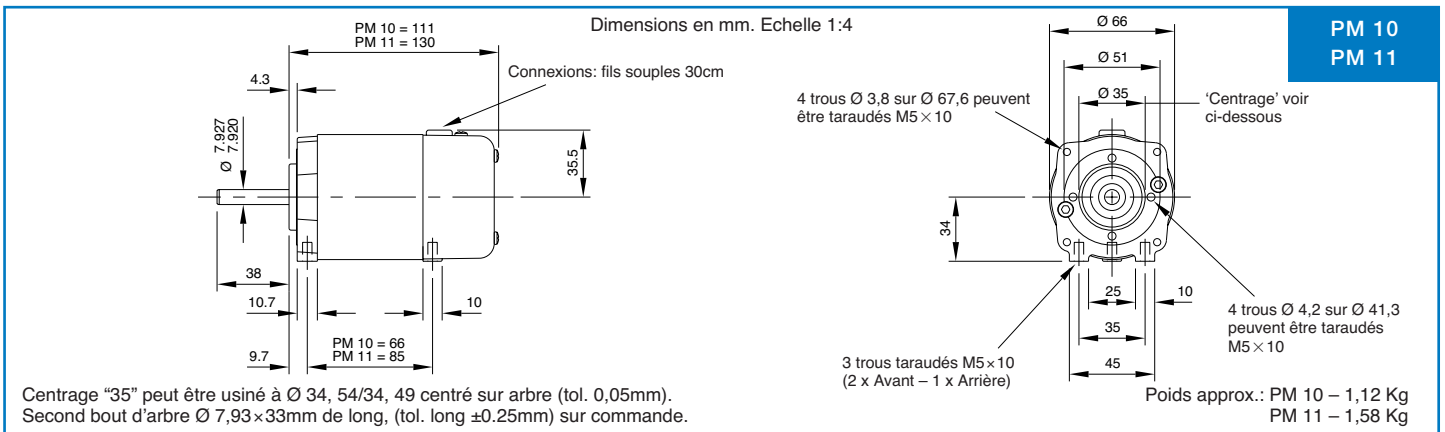 PM 10 = 111
PM 11 = 130
Dimensions en mm. Echelle 1:4
Ø 66
PM 10
PM 11
4.3
Connexions: fils souples 30cm
Ø 51
4 trous Ø 3,8 sur Ø 67,6 peuvent
être taraudés M5×10
Ø 35
‘Centrage’ voir
ci-dessous
Ø 7.927
7.920
35.5
34
38
10.7
10
25
10
4 trous Ø 4,2 sur Ø 41,3
peuvent être taraudés
M5×10
PM 10 = 66
PM 11 = 85
35
9.7
3 trous taraudés M5×10
(2 x Avant – 1 x Arrière)
45
Centrage “35” peut être usiné à Ø 34, 54/34, 49 centré sur arbre (tol. 0,05mm).
Second bout d’arbre Ø 7,93×33mm de long, (tol. long ±0.25mm) sur commande.
Poids approx.: PM 10 – 1,12 Kg
PM 11 – 1,58 Kg